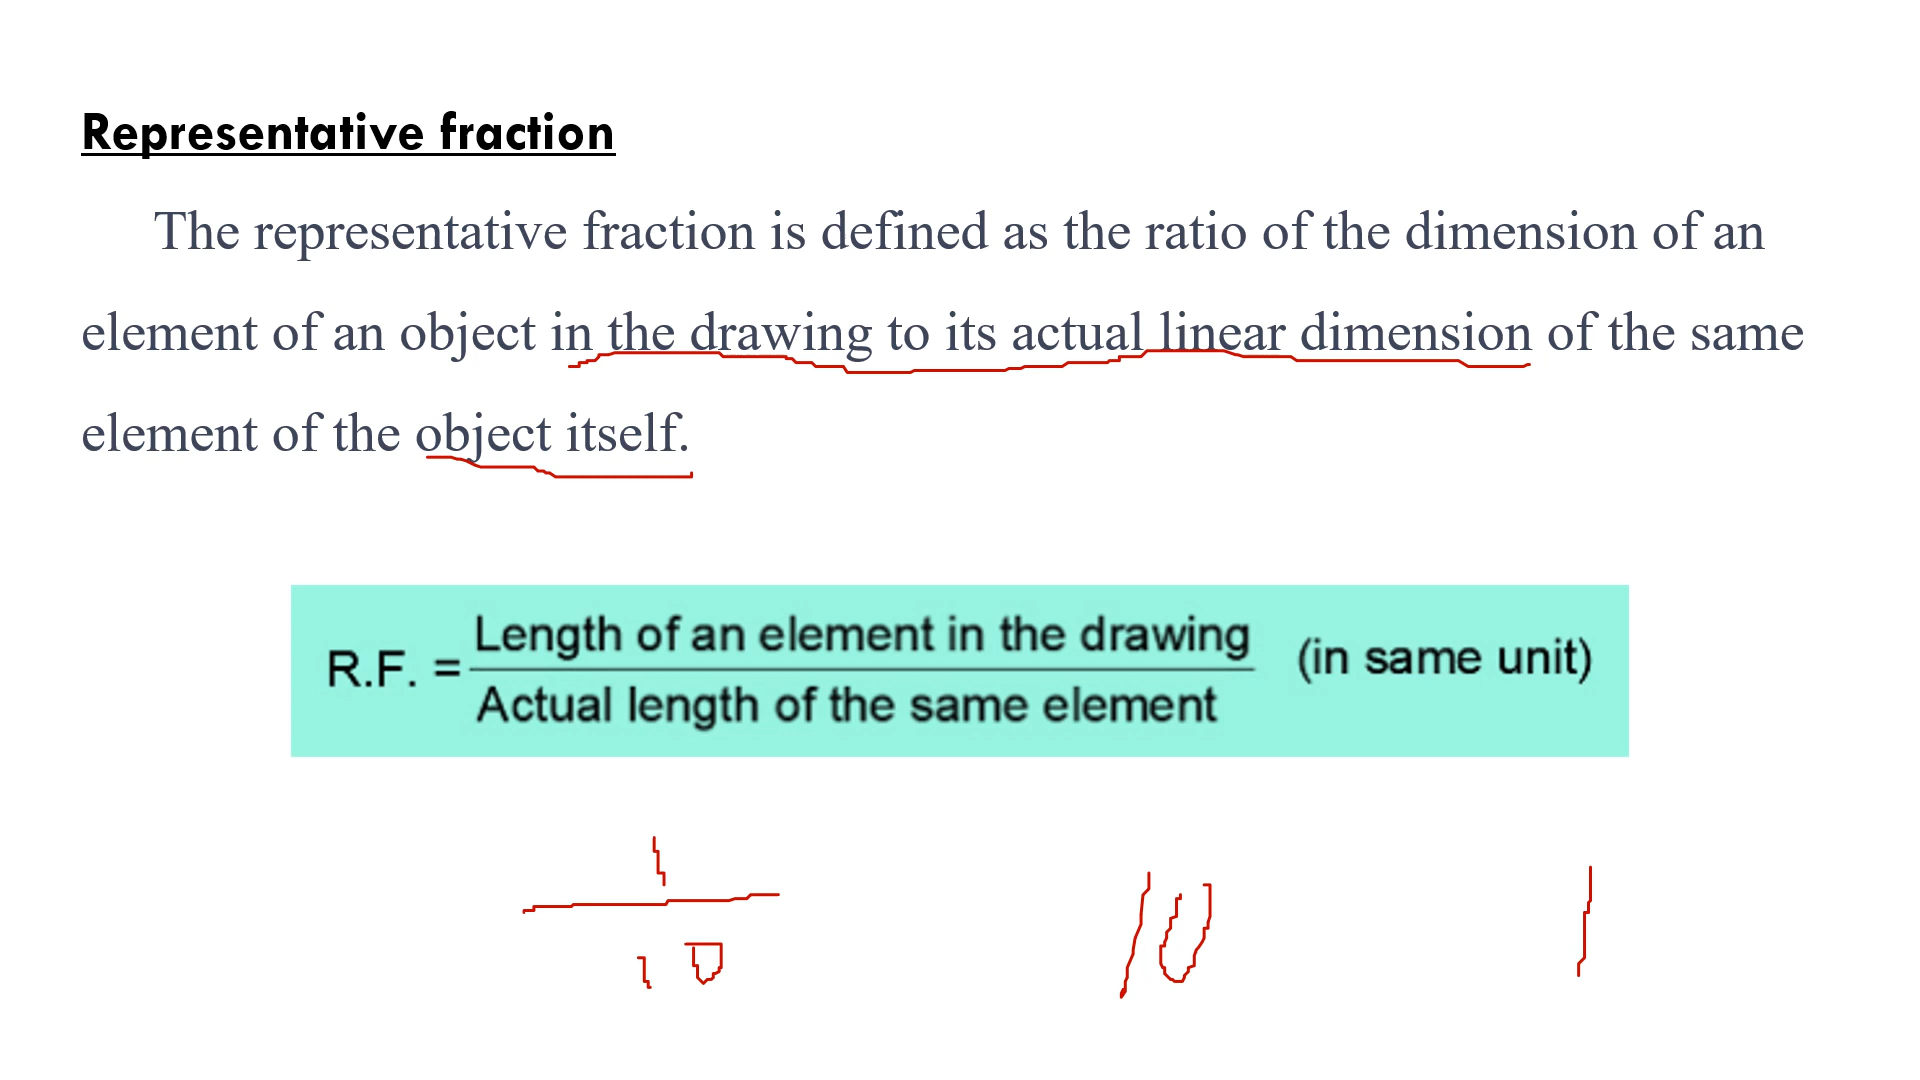 Representative fraction
The representative fraction is defined as the ratio of the dimension of an
element of an object in the drawing to its actual linear dimension of the same
element of the object itself.
R.F. = Length of an element in the drawing (in same unit)
Actual length of the same element
1
10 10 1